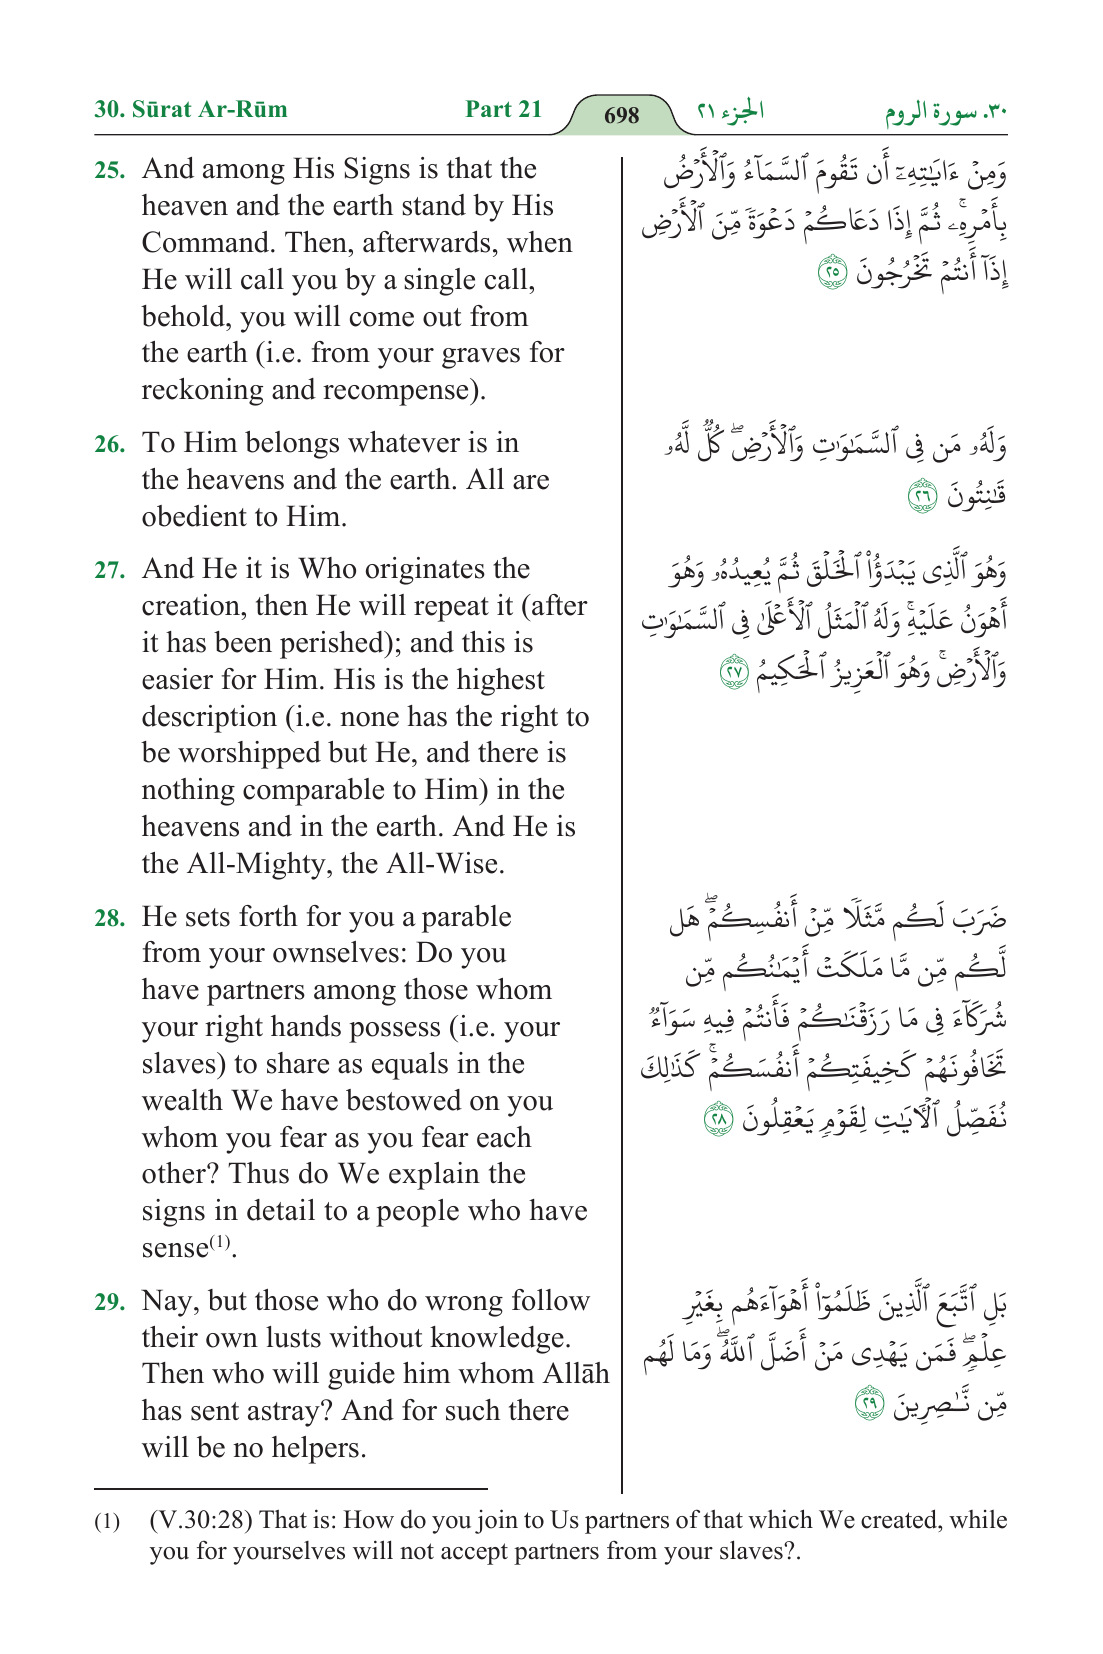 30. Sūrat Ar-Rūm Part 21 698 الجزء ٢١ ٣٠. سورة الروم
25. And among His Signs is that the
heaven and the earth stand by His
Command. Then, afterwards, when
He will call you by a single call,
behold, you will come out from
the earth (i.e. from your graves for
reckoning and recompense).
وَمِنۡ ءَايَٰتِهِۦٓ أَن تَقُومَ ٱلسَّمَآءُ وَٱلۡأَرۡضُ
بِأَمۡرِهِۦۚ ثُمَّ إِذَا دَعَاكُمۡ دَعۡوَةٗ مِّنَ ٱلۡأَرۡضِ
إِذَآ أَنتُمۡ تَخۡرُجُونَ ٢٥
26. To Him belongs whatever is in
the heavens and the earth. All are
obedient to Him.
وَلَهُۥ مَن فِي ٱلسَّمَٰوَٰتِ وَٱلۡأَرۡضِۖ كُلّٞ لَّهُۥ
قَٰنِتُونَ ٢٦
27. And He it is Who originates the
creation, then He will repeat it (after
it has been perished); and this is
easier for Him. His is the highest
description (i.e. none has the right to
be worshipped but He, and there is
nothing comparable to Him) in the
heavens and in the earth. And He is
the All-Mighty, the All-Wise.
وَهُوَ ٱلَّذِي يَبۡدَؤُاْ ٱلۡخَلۡقَ ثُمَّ يُعِيدُهُۥ وَهُوَ
أَهۡوَنُ عَلَيۡهِۚ وَلَهُ ٱلۡمَثَلُ ٱلۡأَعۡلَىٰ فِي ٱلسَّمَٰوَٰتِ
وَٱلۡأَرۡضِۚ وَهُوَ ٱلۡعَزِيزُ ٱلۡحَكِيمُ ٢٧
28. He sets forth for you a parable
from your ownselves: Do you
have partners among those whom
your right hands possess (i.e. your
slaves) to share as equals in the
wealth We have bestowed on you
whom you fear as you fear each
other? Thus do We explain the
signs in detail to a people who have
sense(1).
ضَرَبَ لَكُم مَّثَلٗا مِّنۡ أَنفُسِكُمۡۖ هَل
لَّكُم مِّن مَّا مَلَكَتۡ أَيۡمَٰنُكُم مِّن
شُرَكَآءَ فِي مَا رَزَقۡنَٰكُمۡ فَأَنتُمۡ فِيهِ سَوَآءٞ
تَخَافُونَهُمۡ كَخِيفَتِكُمۡ أَنفُسَكُمۡۚ كَذَٰلِكَ
نُفَصِّلُ ٱلۡأٓيَٰتِ لِقَوۡمٖ يَعۡقِلُونَ ٢٨
29. Nay, but those who do wrong follow
their own lusts without knowledge.
Then who will guide him whom Allāh
has sent astray? And for such there
will be no helpers.
بَلِ ٱتَّبَعَ ٱلَّذِينَ ظَلَمُوٓاْ أَهۡوَآءَهُم بِغَيۡرِ
عِلۡمٖۖ فَمَن يَهۡدِي مَنۡ أَضَلَّ ٱللَّهُۖ وَمَا لَهُم
مِّن نَّٰصِرِينَ ٢٩
(1) (V.30:28) That is: How do you join to Us partners of that which We created, while
you for yourselves will not accept partners from your slaves?.